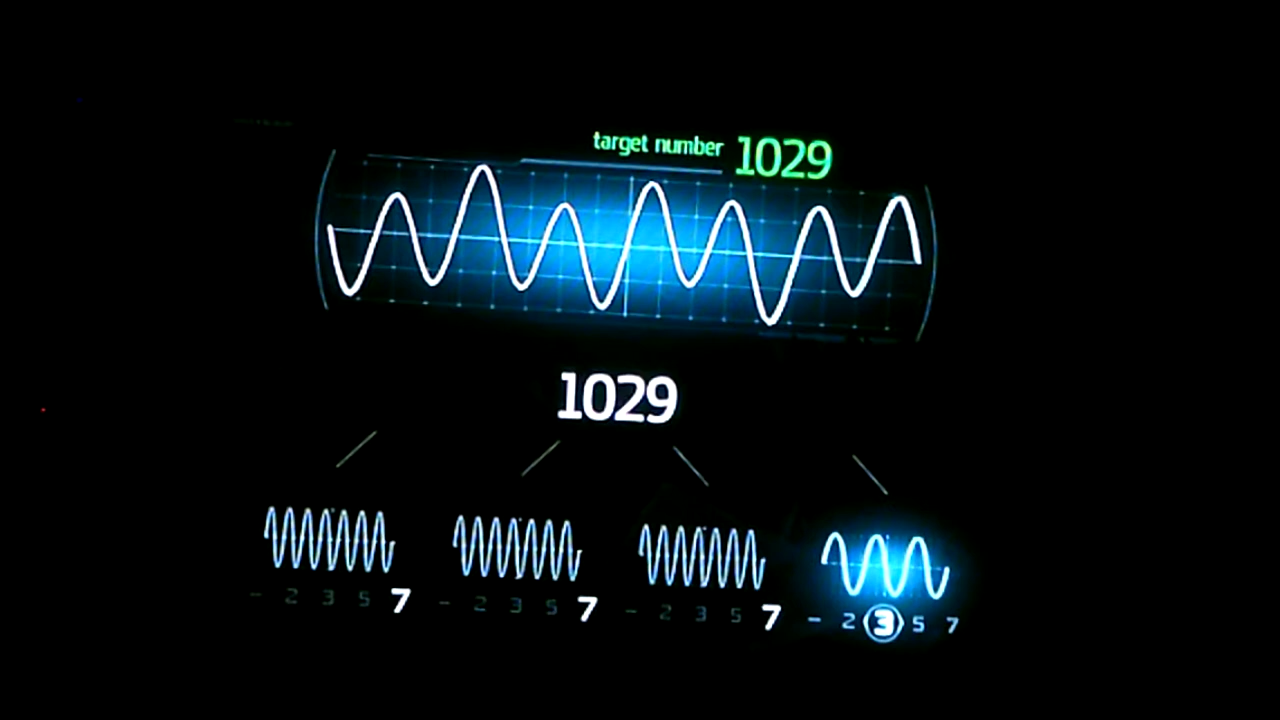 target number 1029
1029
- 2 3 5 7 - 2 3 5 7 - 2 3 5 7 - 2 3 5 7